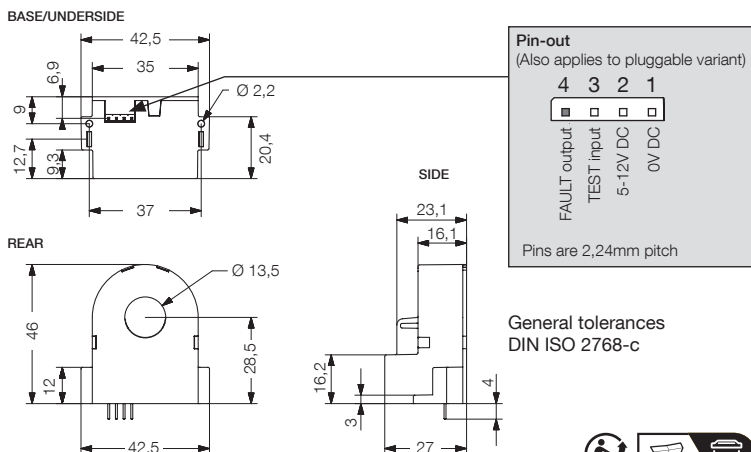 BASE/UNDERSIDE
42,5
35
6,9
9
Ø 2,2
12,7
9,3
20,4
37
Pin-out
(Also applies to pluggable variant)
4 3 2 1
FAULT output
TEST input
5-12V DC
0V DC
Pins are 2,24mm pitch
SIDE
23,1
16,1
16,2
3
4
27
REAR
Ø 13,5
46
12
28,5
42,5
General tolerances
DIN ISO 2768-c